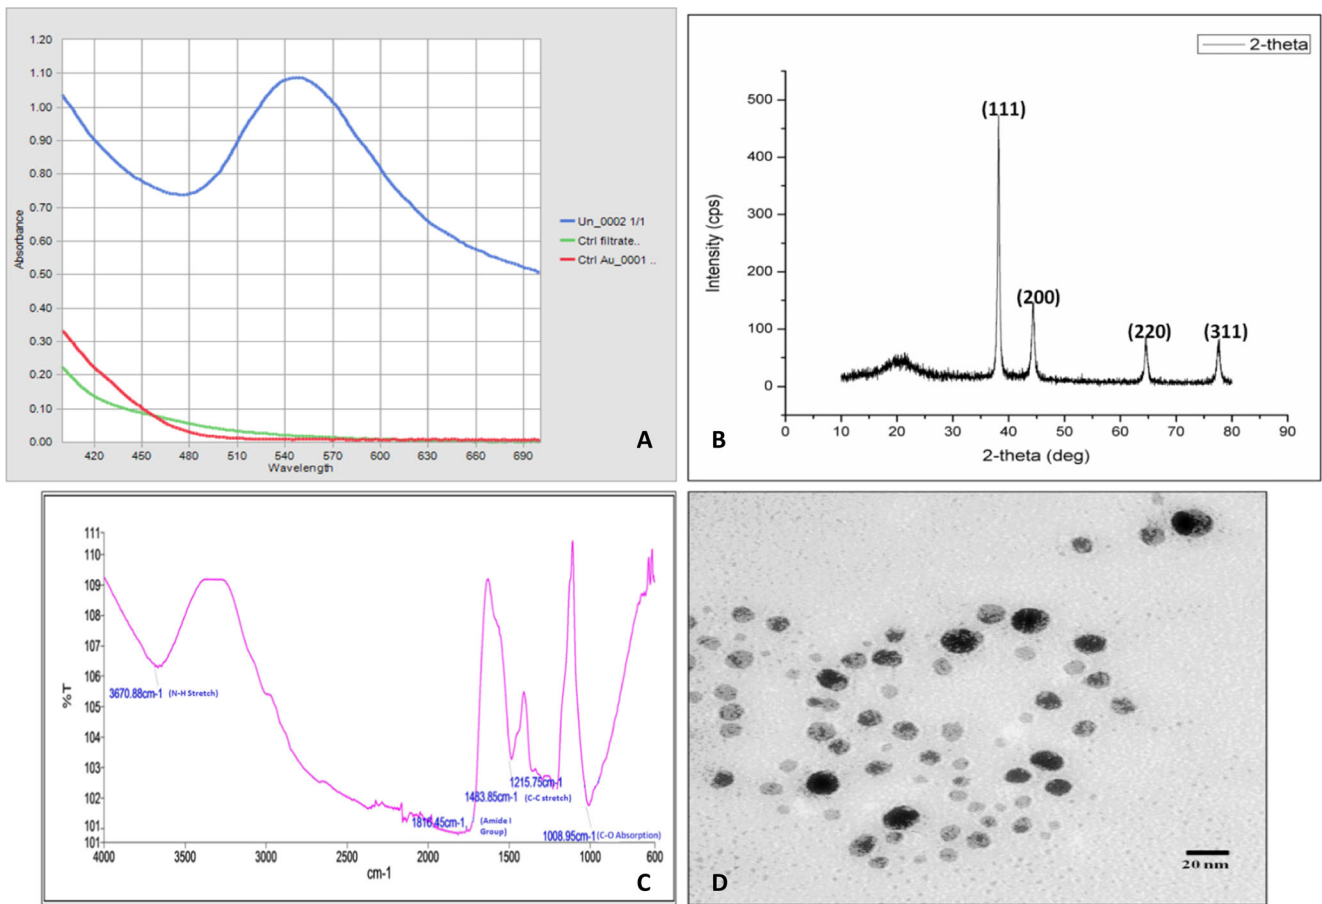 1.20
1.10
1.00
0.90
0.80
0.70
0.60
0.50
0.40
0.30
0.20
0.10
0.00
Absorbance
420 450 480 510 540 570 600 630 660 690
Wavelength
Un_0002 1/1
Ctrl filtrate..
Ctrl Au_0001 ..
A
2-theta
500
400
300
200
100
0
Intensity (cps)
(111)
(200)
(220)
(311)
0 10 20 30 40 50 60 70 80 90
2-theta (deg)
B
111
110
109
108
107
106
105
104
103
102
101
101
%T
3670.88cm-1 (N-H Stretch)
1215.75cm-1
1483.85cm-1 (C-C stretch)
1816.45cm-1 (Amide I
Group)
1008.95cm-1 (C-O Absorption)
4000 3500 3000 2500 2000 1500 1000 600
cm-1
C
D
20 nm